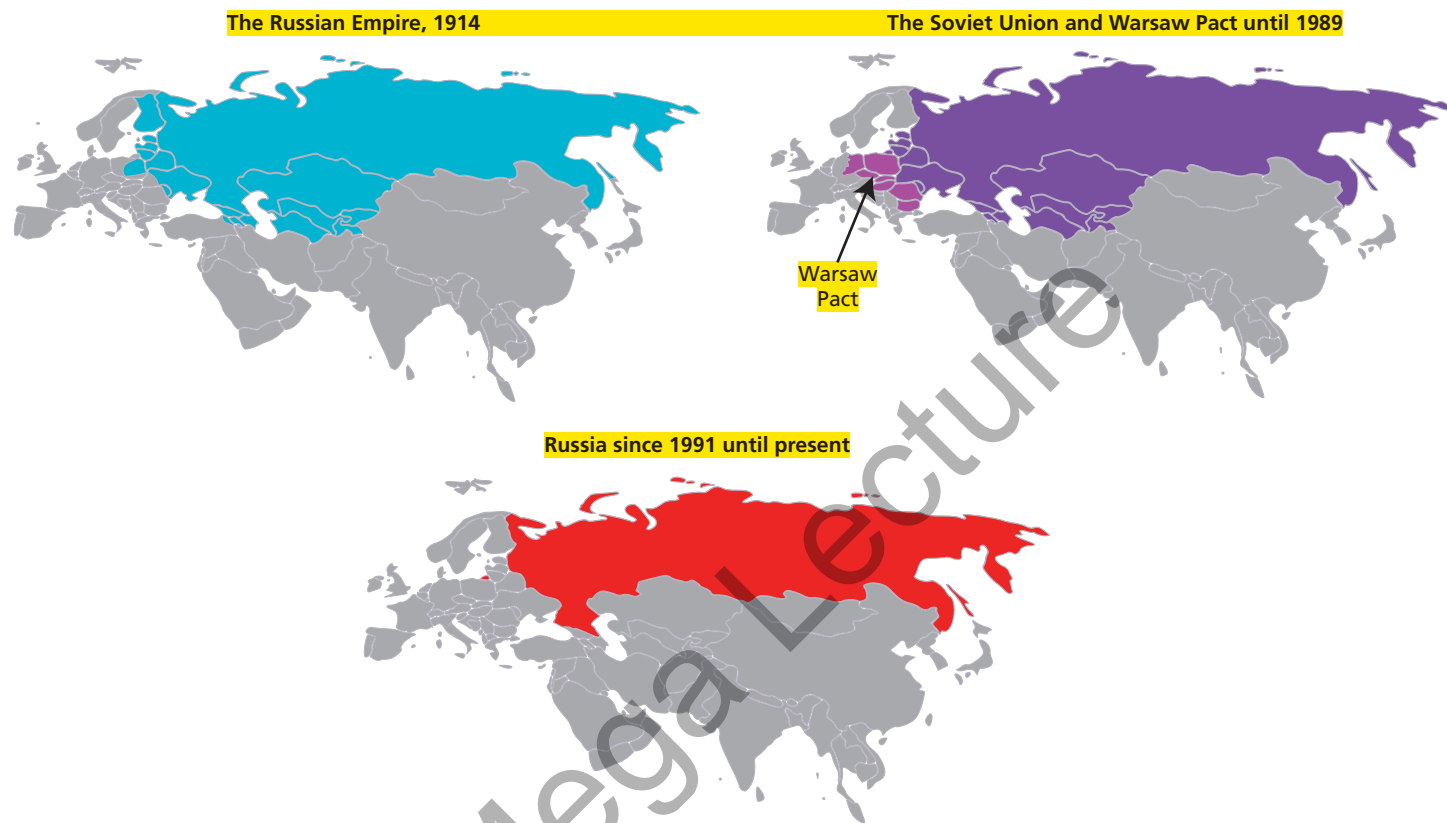 The Russian Empire, 1914
The Soviet Union and Warsaw Pact until 1989
Warsaw
Pact
Russia since 1991 until present
Mega Lecture